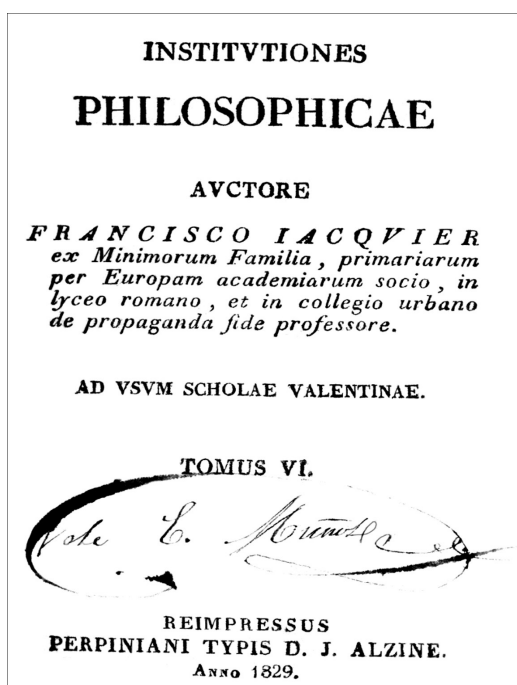 INSTITVTIONES
PHILOSOPHICAE
AVCTORE
FRANCISCO IACQVIER
ex Minimorum Familia, primariarum
per Europam academiarum socio, in
lyceo romano, et in collegio urbano
de propaganda fide professore.
AD VSVM SCHOLAE VALENTINAE.
TOMUS VI.
E.
REIMPRESSUS
PERPINIANI TYPIS D. J. ALZINE.
ANNO 1829.